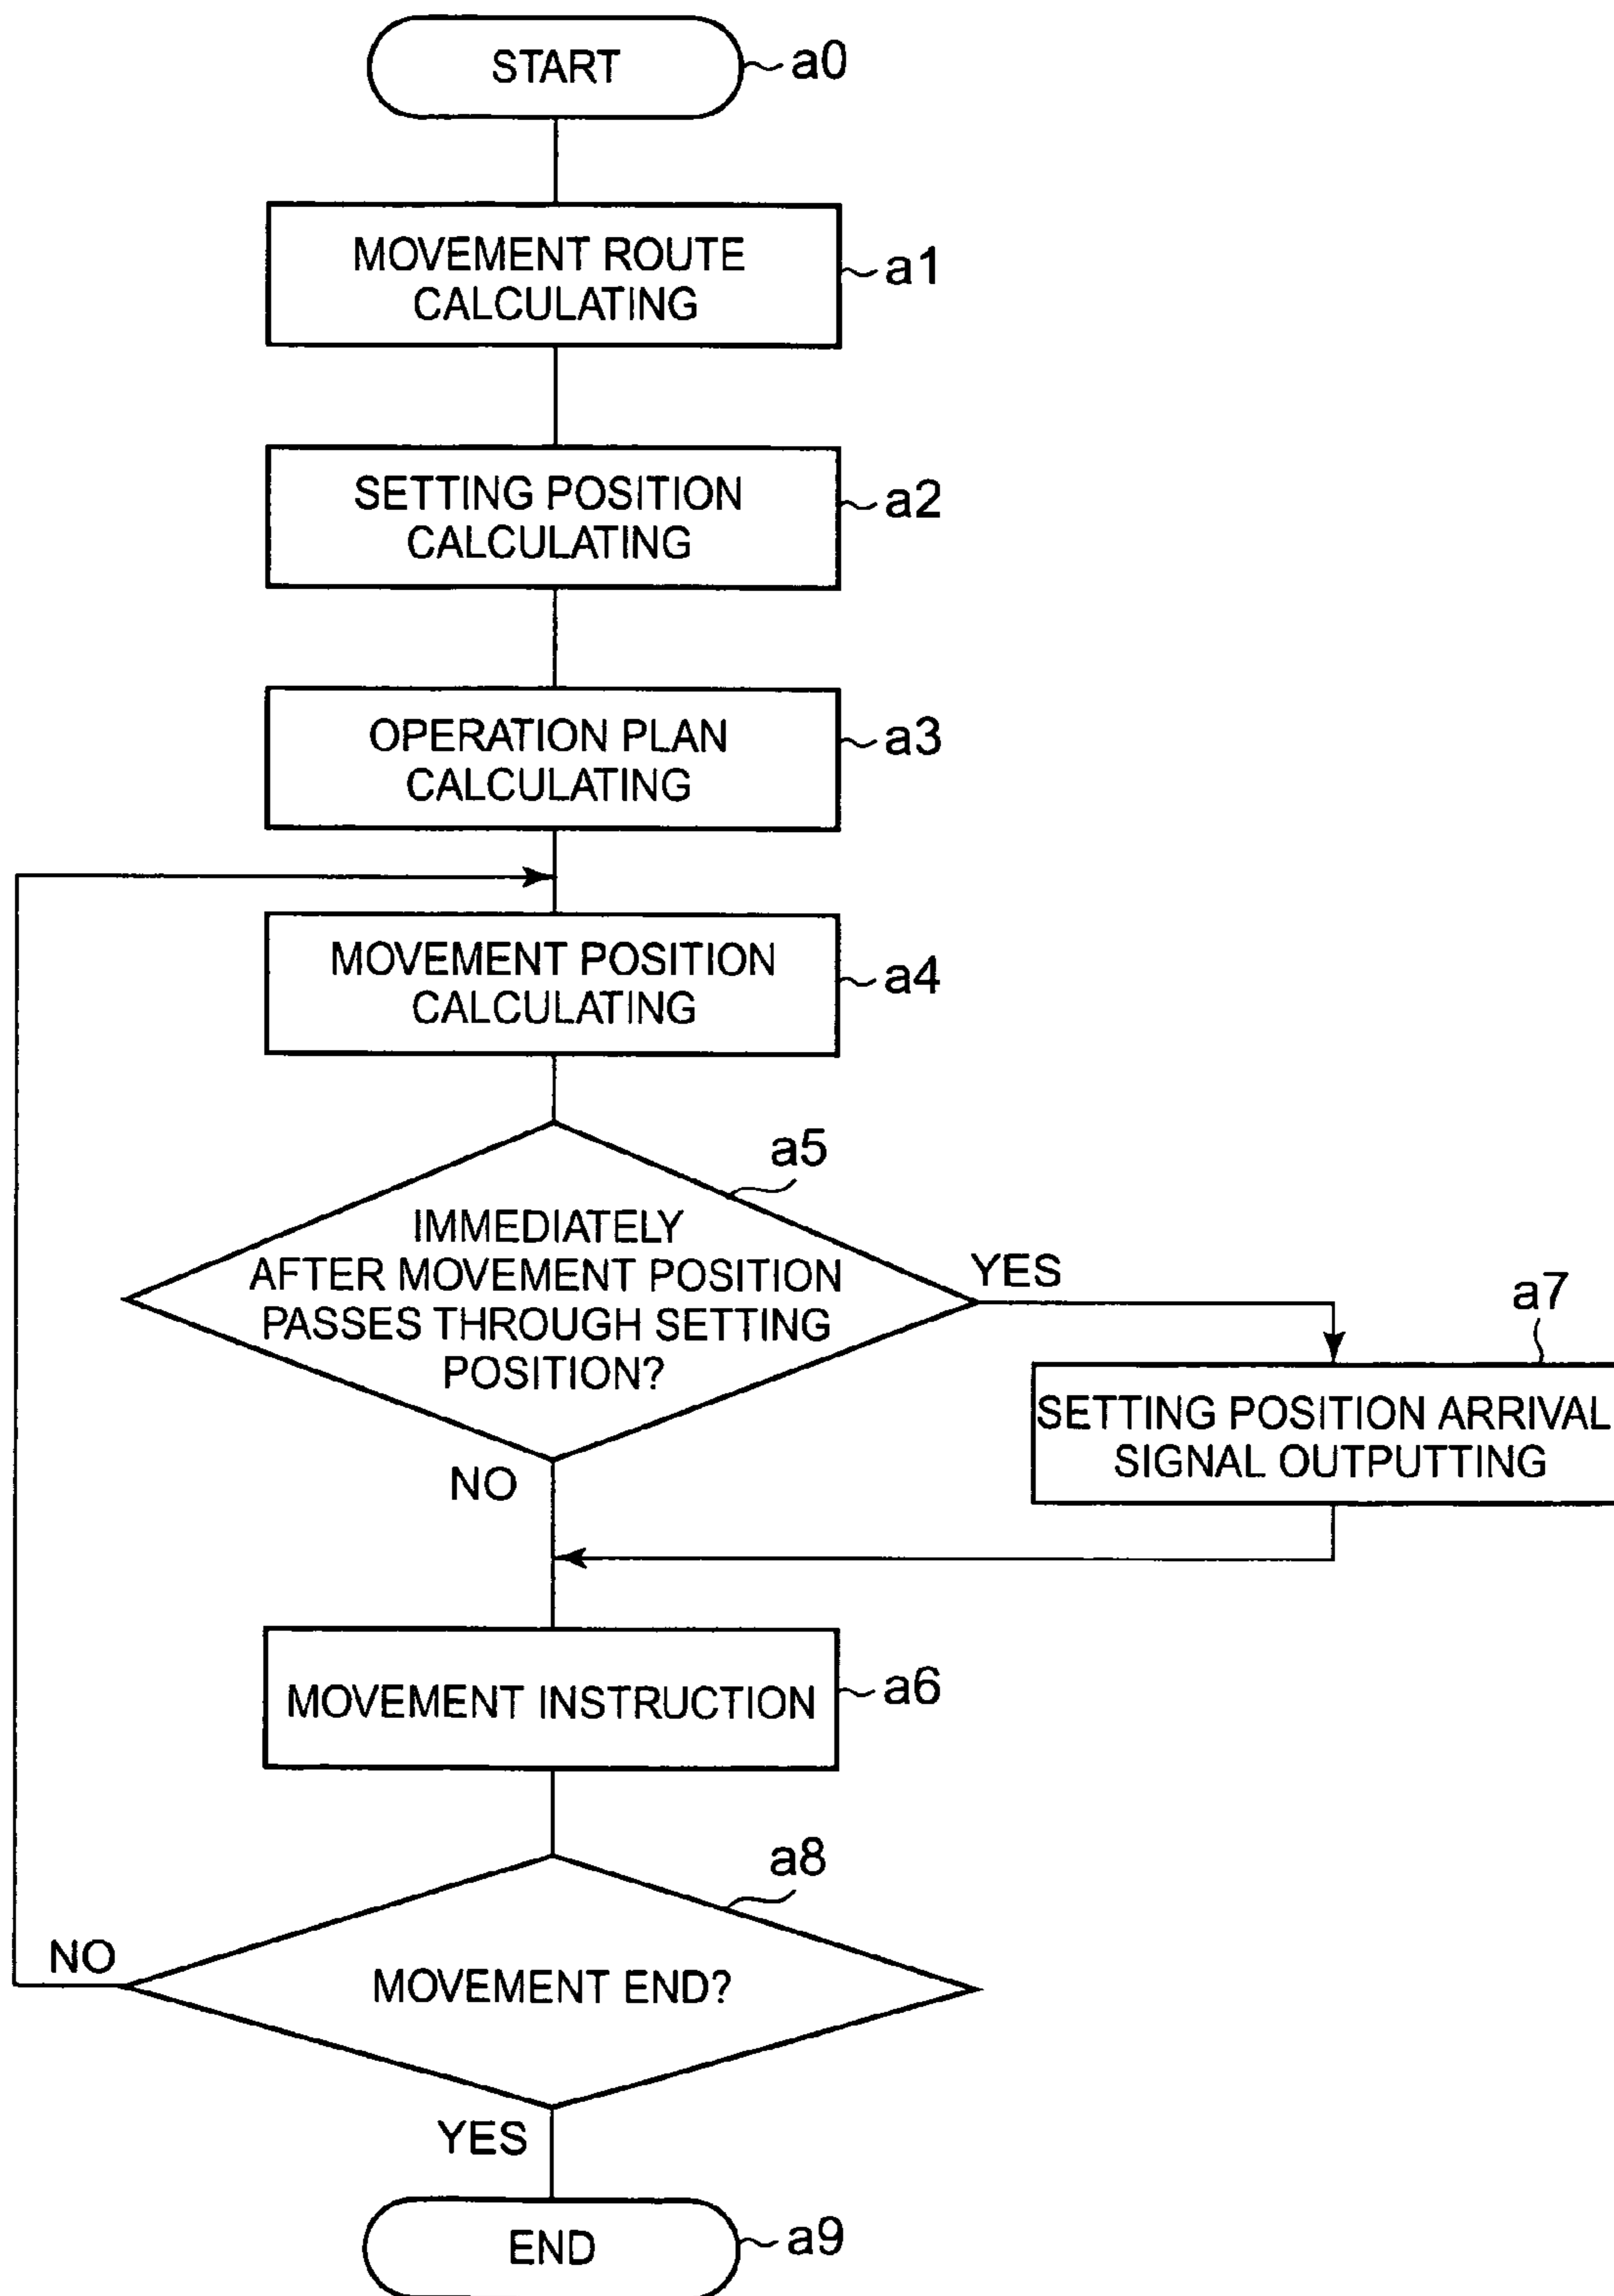 START
a0
MOVEMENT ROUTE
CALCULATING
a1
SETTING POSITION
CALCULATING
a2
OPERATION PLAN
CALCULATING
a3
MOVEMENT POSITION
CALCULATING
a4
a5
IMMEDIATELY
AFTER MOVEMENT POSITION
PASSES THROUGH SETTING
POSITION?
YES
NO
a7
SETTING POSITION ARRIVAL
SIGNAL OUTPUTTING
MOVEMENT INSTRUCTION
a6
a8
MOVEMENT END?
NO
YES
END
a9